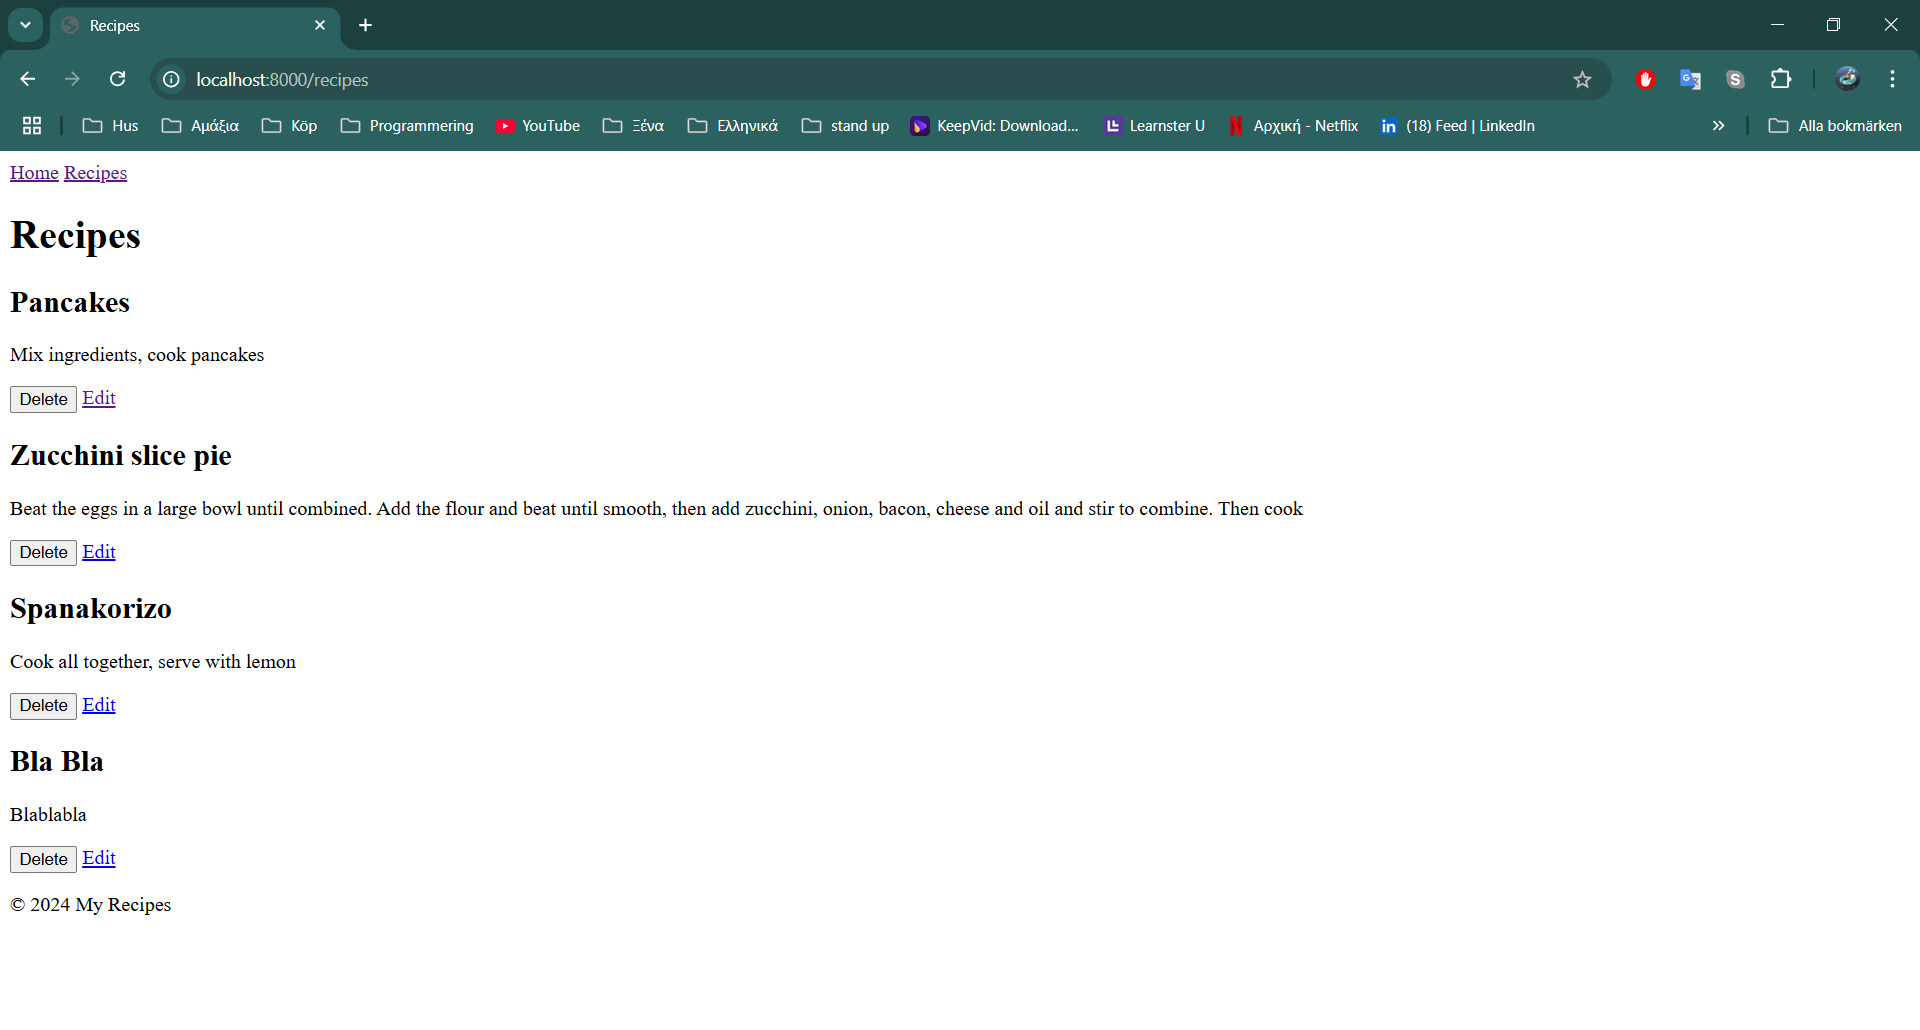 Recipes
localhost:8000/recipes
Hus Αμάξια Köp Programmering YouTube Ξένα Ελληνικά stand up KeepVid: Download... Learnster U Αρχική - Netflix (18) Feed | LinkedIn Alla bokmärken
Home Recipes
Recipes
Pancakes
Mix ingredients, cook pancakes
Delete Edit
Zucchini slice pie
Beat the eggs in a large bowl until combined. Add the flour and beat until smooth, then add zucchini, onion, bacon, cheese and oil and stir to combine. Then cook
Delete Edit
Spanakorizo
Cook all together, serve with lemon
Delete Edit
Bla Bla
Blablabla
Delete Edit
© 2024 My Recipes